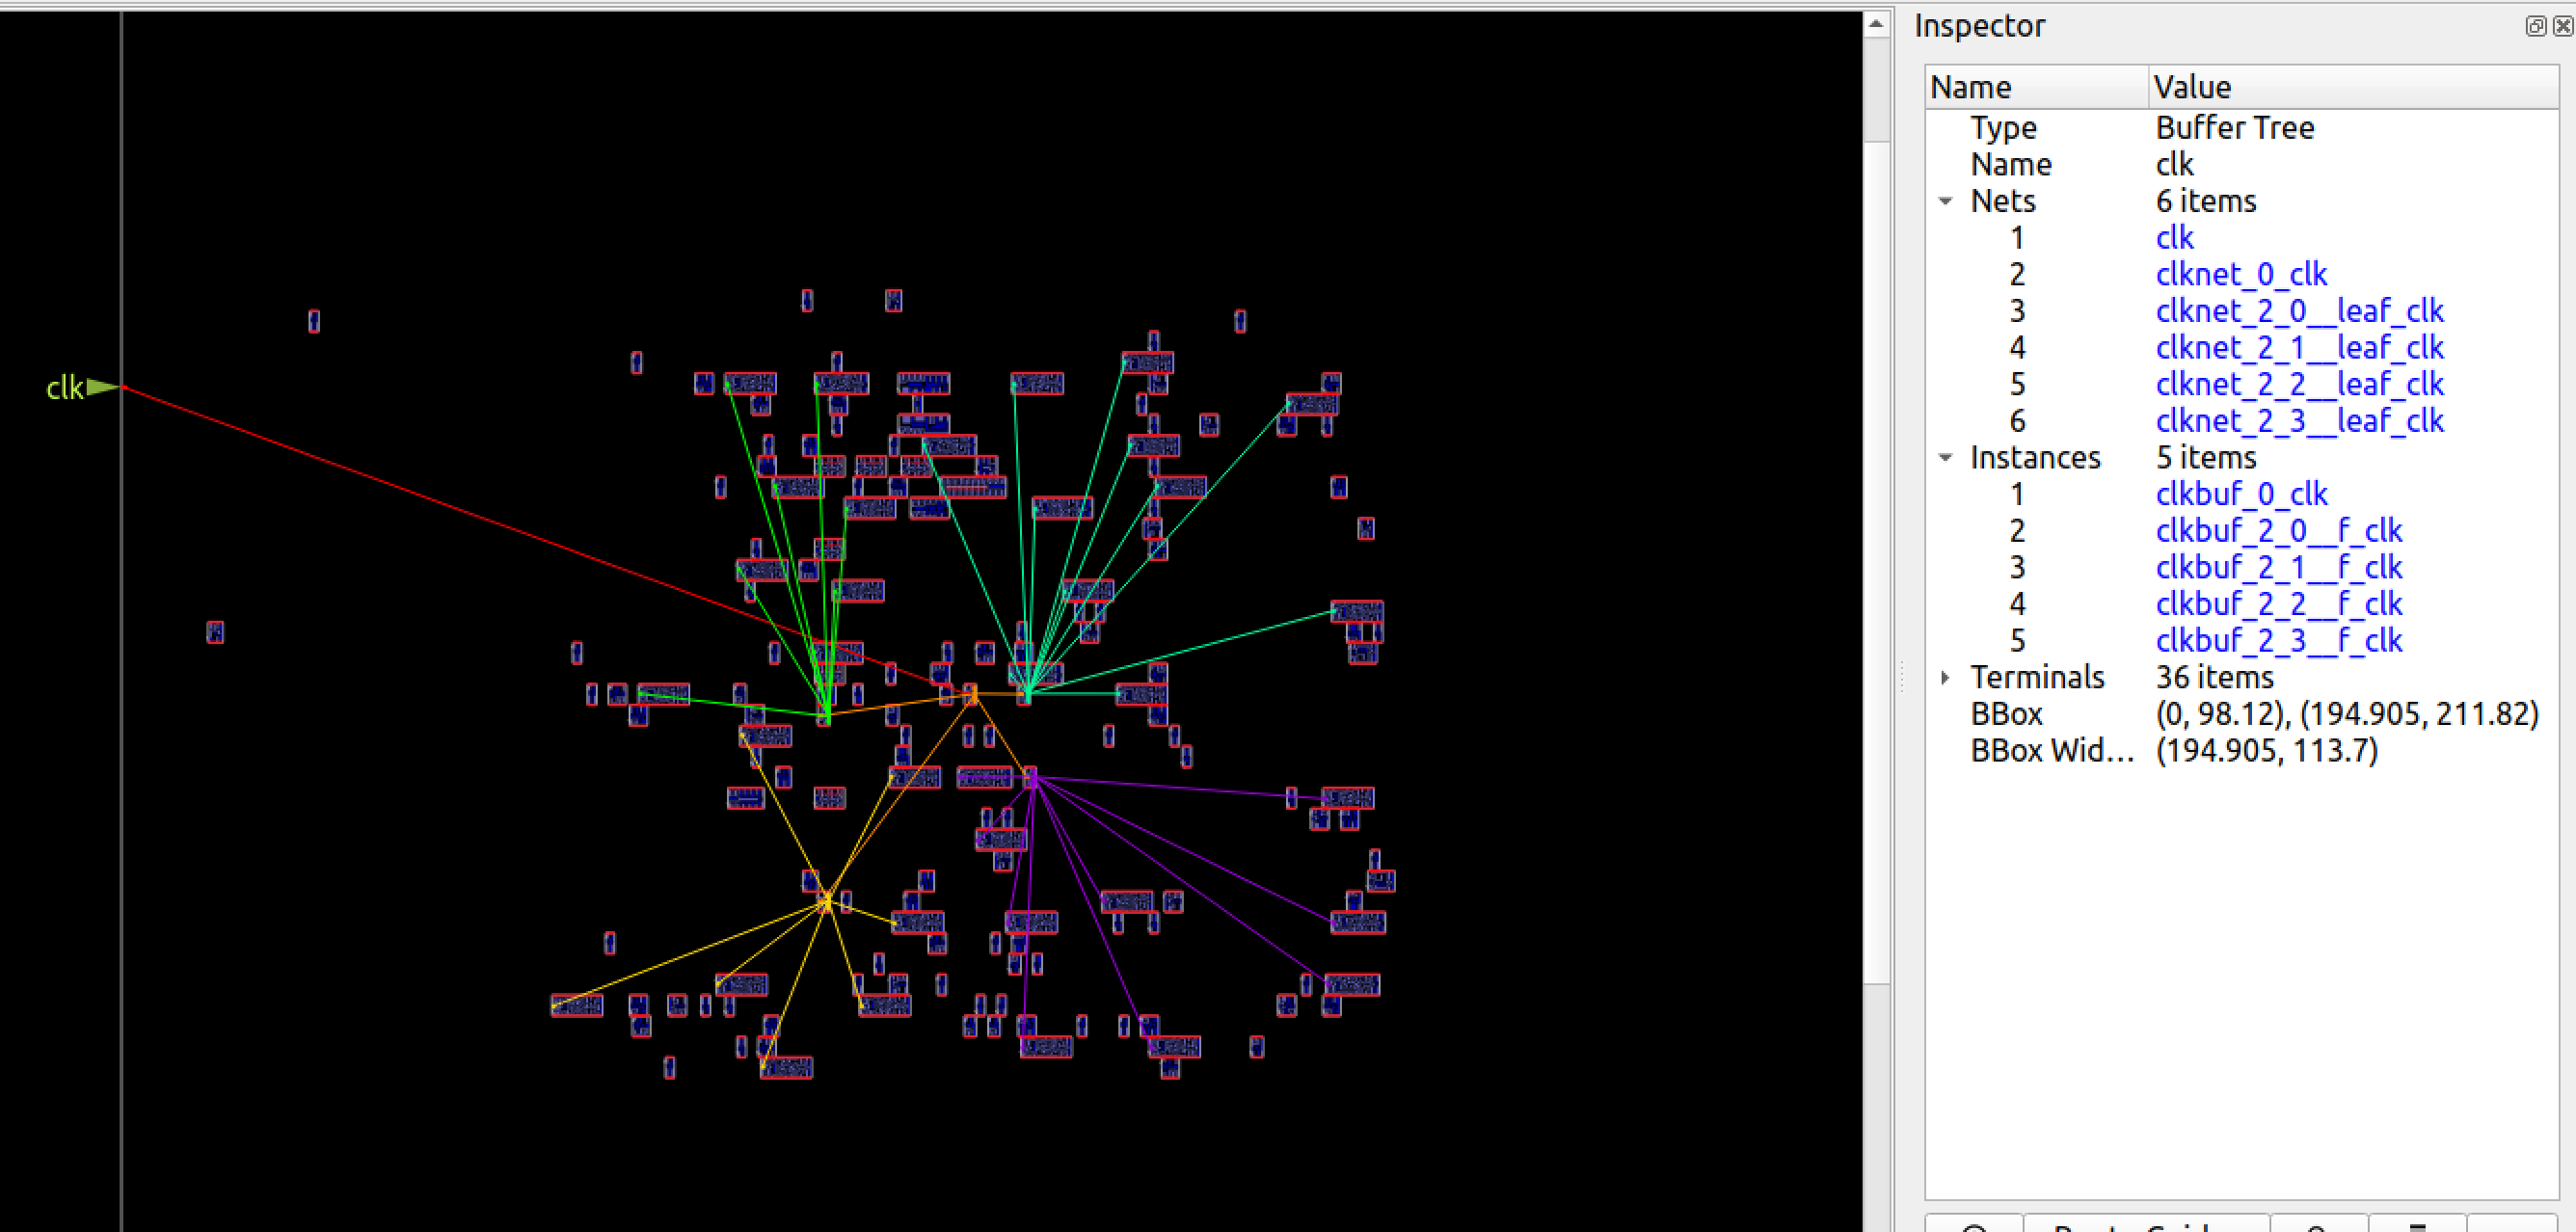 clk
Inspector
Name Value
Type Buffer Tree
Name clk
Nets 6 items
1 clk
2 clknet_0_clk
3 clknet_2_0__leaf_clk
4 clknet_2_1__leaf_clk
5 clknet_2_2__leaf_clk
6 clknet_2_3__leaf_clk
Instances 5 items
1 clkbuf_0_clk
2 clkbuf_2_0__f_clk
3 clkbuf_2_1__f_clk
4 clkbuf_2_2__f_clk
5 clkbuf_2_3__f_clk
Terminals 36 items
BBox (0, 98.12), (194.905, 211.82)
BBox Wid... (194.905, 113.7)